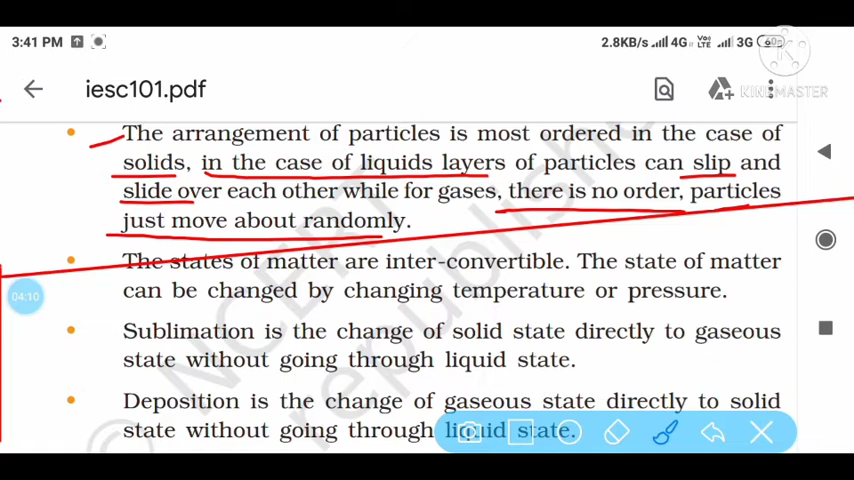 3:41 PM
2.8KB/s 4G Vo) LTE 3G 60
KINEMASTER
iesc101.pdf
The arrangement of particles is most ordered in the case of
solids, in the case of liquids layers of particles can slip and
slide over each other while for gases, there is no order, particles
just move about randomly.
The states of matter are inter-convertible. The state of matter
can be changed by changing temperature or pressure.
04:10
Sublimation is the change of solid state directly to gaseous
state without going through liquid state.
Deposition is the change of gaseous state directly to solid
state without going through liquid state.
© NCERT
republished